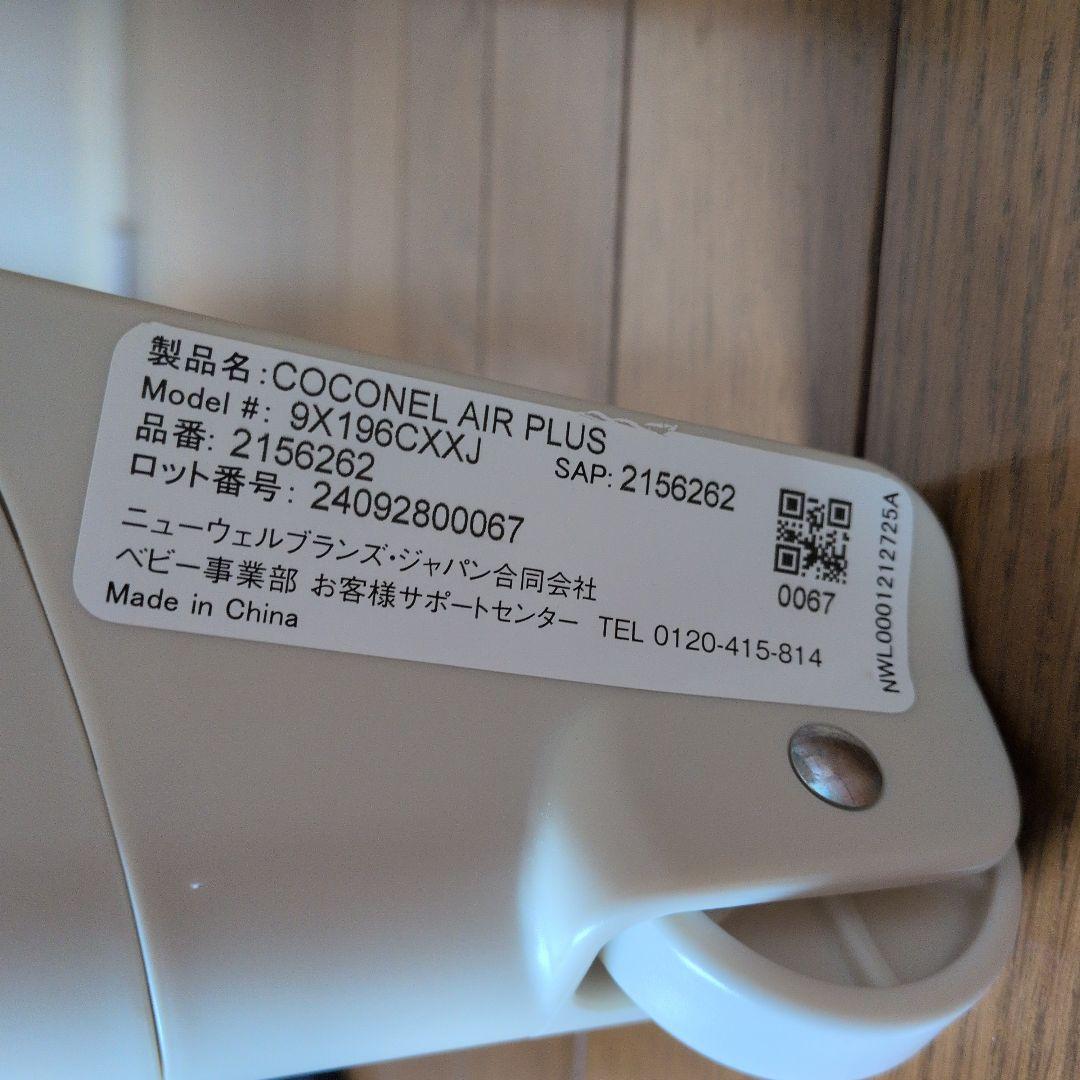 製品名:COCONEL AIR PLUS
Model #: 9X196CXXJ
品番: 2156262 SAP: 2156262
ロット番号: 24092800067
ニューウェルブランズ・ジャパン合同会社
ベビー事業部 お客様サポートセンター TEL 0120-415-814
Made in China
0067
NWL0001212725A